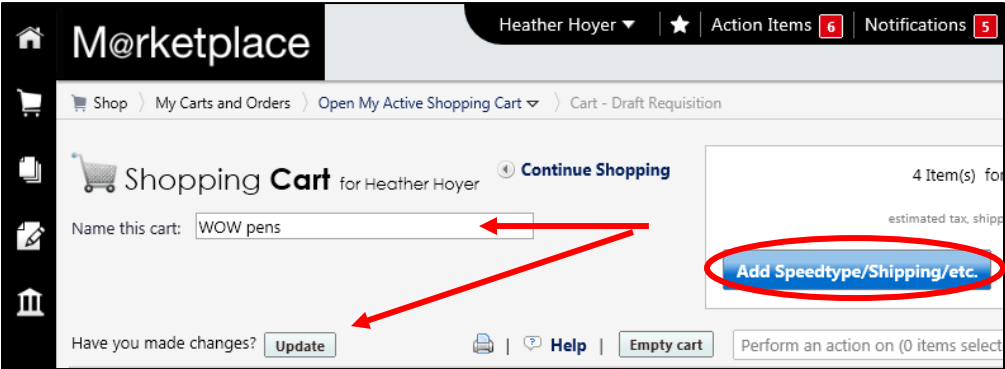 M@rketplace
Heather Hoyer Action Items 6 Notifications 5
Shop My Carts and Orders Open My Active Shopping Cart Cart - Draft Requisition
Shopping Cart for Heather Hoyer
Continue Shopping
4 Item(s) for
Name this cart: WOW pens
estimated tax, shipp
Add Speedtype/Shipping/etc.
Have you made changes? Update | ? Help | Empty cart Perform an action on (0 items select